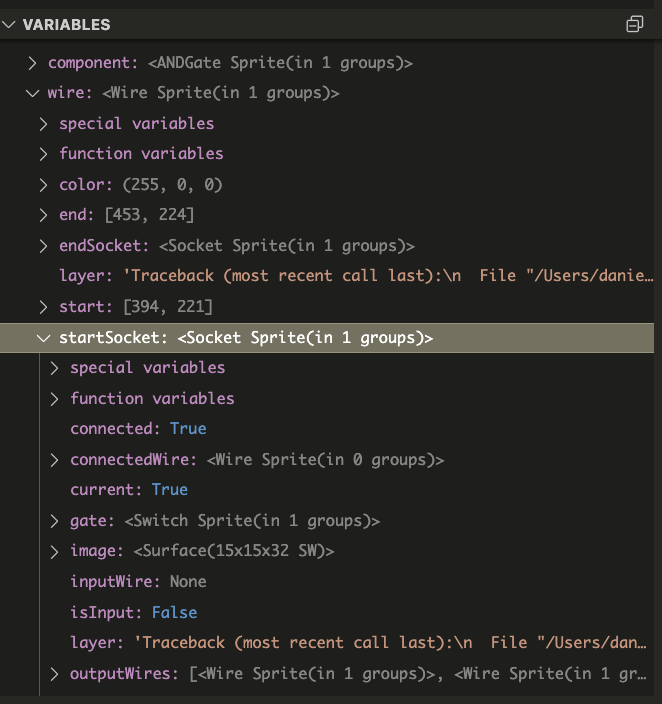 VARIABLES
component: <ANDGate Sprite(in 1 groups)>
wire: <Wire Sprite(in 1 groups)>
special variables
function variables
color: (255, 0, 0)
end: [453, 224]
endSocket: <Socket Sprite(in 1 groups)>
layer: 'Traceback (most recent call last):\n  File "/Users/danie…
start: [394, 221]
startSocket: <Socket Sprite(in 1 groups)>
special variables
function variables
connected: True
connectedWire: <Wire Sprite(in 0 groups)>
current: True
gate: <Switch Sprite(in 1 groups)>
image: <Surface(15x15x32 SW)>
inputWire: None
isInput: False
layer: 'Traceback (most recent call last):\n  File "/Users/dan…
outputWires: [<Wire Sprite(in 1 groups)>, <Wire Sprite(in 1 gr…